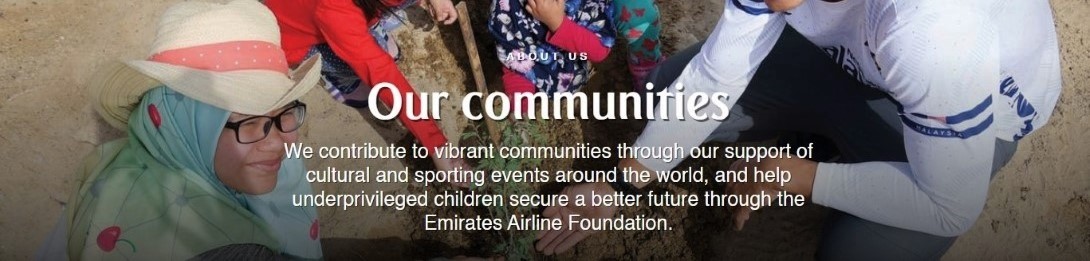 ABOUT US
Our communities
We contribute to vibrant communities through our support of
cultural and sporting events around the world, and help
underprivileged children secure a better future through the
Emirates Airline Foundation.
MALAYSIA